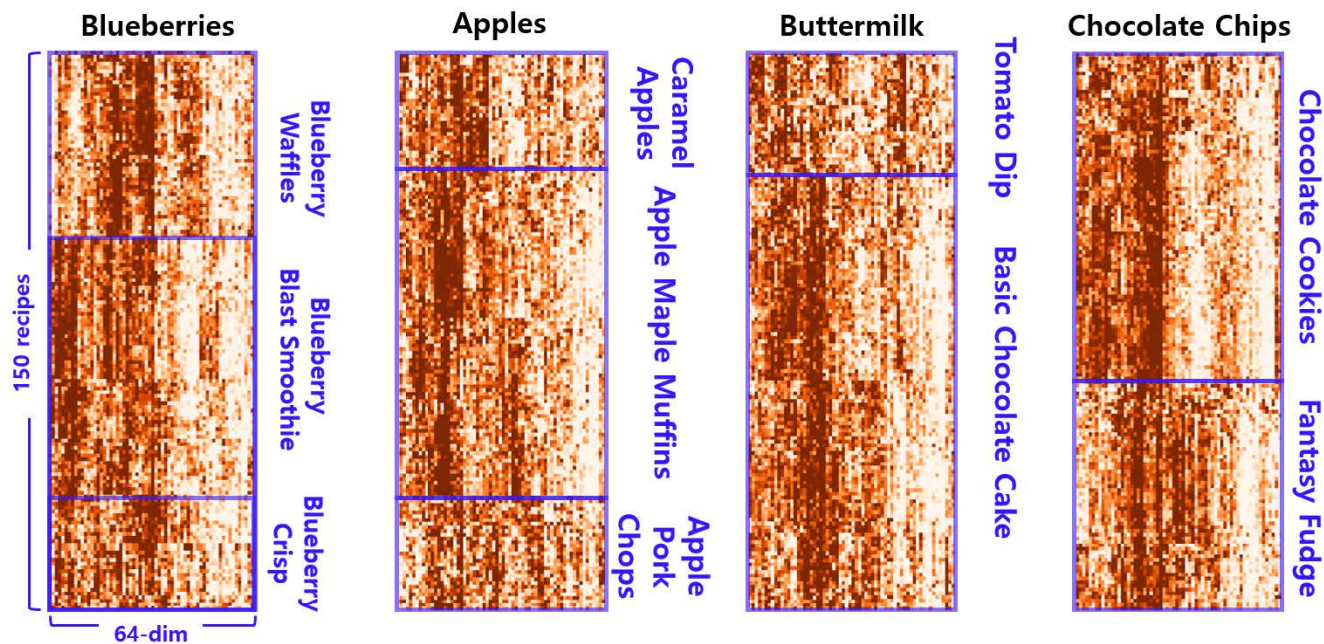 Blueberries
Apples
Buttermilk
Chocolate Chips
150 recipes
64-dim
Blueberry
Waffles
Blueberry
Blast Smoothie
Blueberry
Crisp
Caramel
Apples
Apple Maple Muffins
Apple
Pork
Chops
Tomato Dip
Basic Chocolate Cake
Chocolate Cookies
Fantasy Fudge